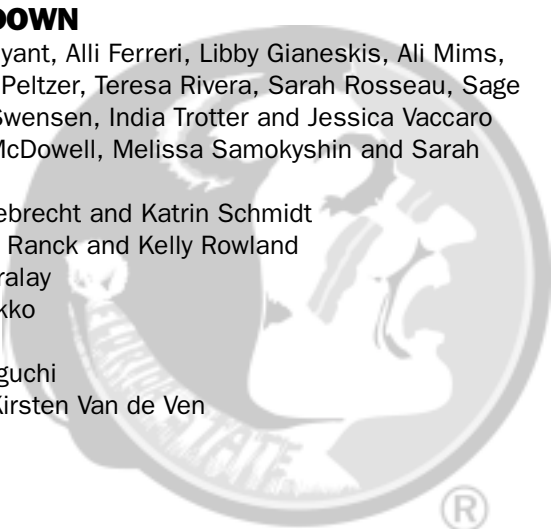 DOWN
yant, Alli Ferreri, Libby Gianeskis, Ali Mims,
Peltzer, Teresa Rivera, Sarah Rosseau, Sage
Swensen, India Trotter and Jessica Vaccaro
McDowell, Melissa Samokyshin and Sarah
ebrecht and Katrin Schmidt
Ranck and Kelly Rowland
ralay
kko
guchi
Kirsten Van de Ven
FLORIDA STATE
®